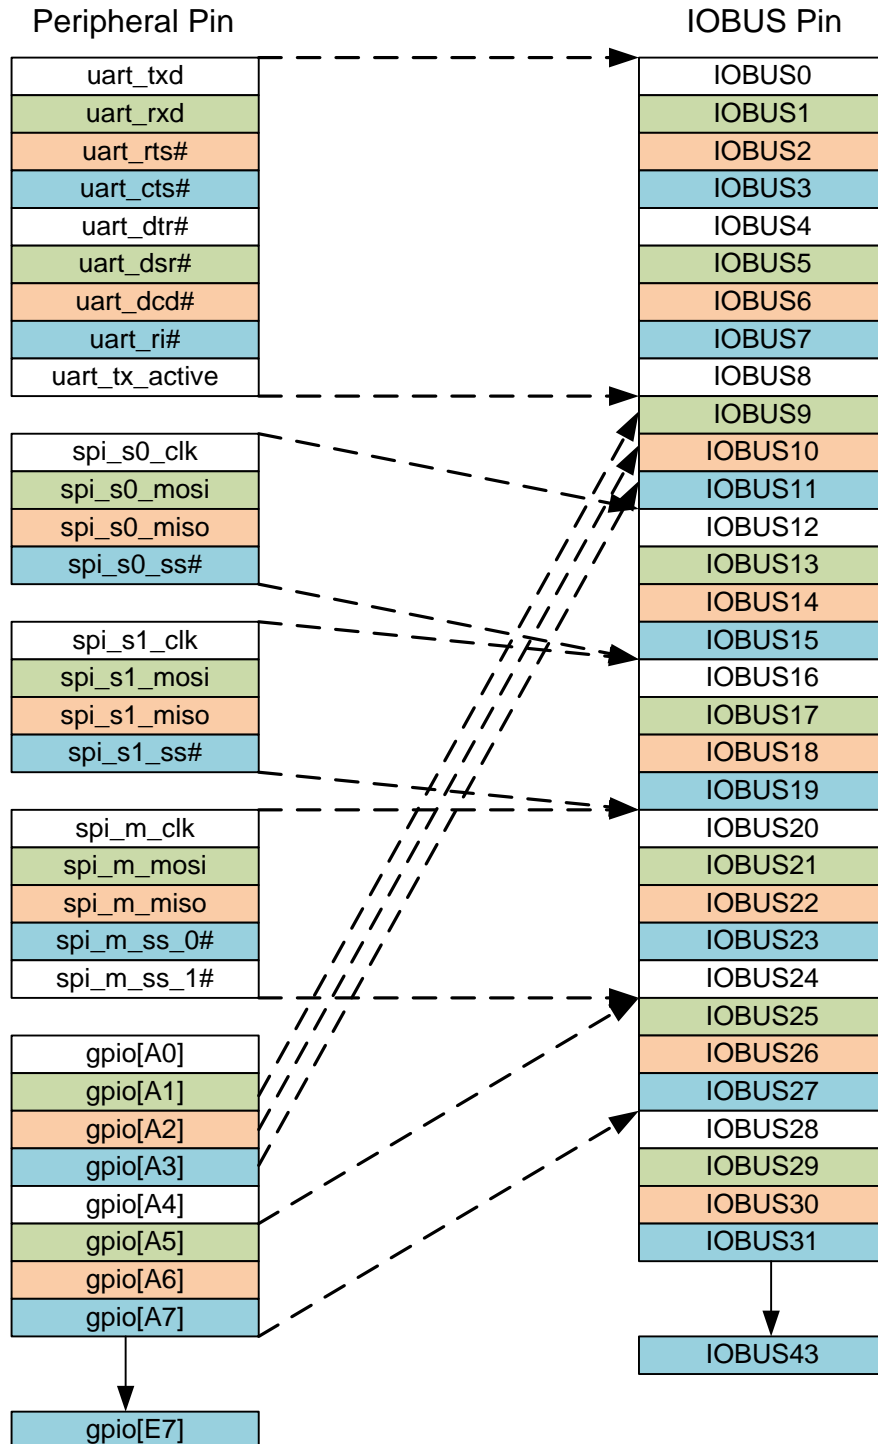 Peripheral Pin
uart_txd
uart_rxd
uart_rts#
uart_cts#
uart_dtr#
uart_dsr#
uart_dcd#
uart_ri#
uart_tx_active
spi_s0_clk
spi_s0_mosi
spi_s0_miso
spi_s0_ss#
spi_s1_clk
spi_s1_mosi
spi_s1_miso
spi_s1_ss#
spi_m_clk
spi_m_mosi
spi_m_miso
spi_m_ss_0#
spi_m_ss_1#
gpio[A0]
gpio[A1]
gpio[A2]
gpio[A3]
gpio[A4]
gpio[A5]
gpio[A6]
gpio[A7]
gpio[E7]
IOBUS Pin
IOBUS0
IOBUS1
IOBUS2
IOBUS3
IOBUS4
IOBUS5
IOBUS6
IOBUS7
IOBUS8
IOBUS9
IOBUS10
IOBUS11
IOBUS12
IOBUS13
IOBUS14
IOBUS15
IOBUS16
IOBUS17
IOBUS18
IOBUS19
IOBUS20
IOBUS21
IOBUS22
IOBUS23
IOBUS24
IOBUS25
IOBUS26
IOBUS27
IOBUS28
IOBUS29
IOBUS30
IOBUS31
IOBUS43